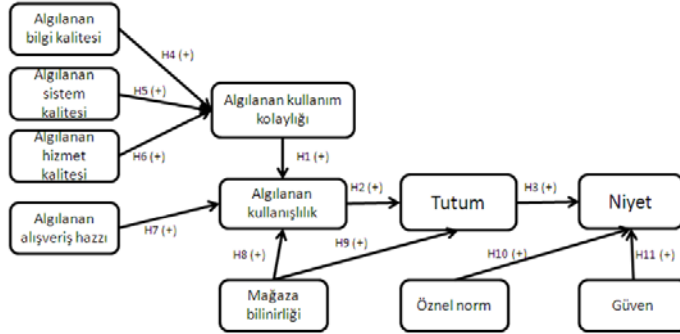 Algılanan
bilgi kalitesi
H4 (+)
Algılanan
sistem
kalitesi
H5 (+)
Algılanan kullanım
kolaylığı
Algılanan
hizmet
kalitesi
H6 (+)
H1 (+)
Algılanan
kullanışlılık
H2 (+)
Tutum
H3 (+)
Niyet
Algılanan
alışveriş hazzı
H7 (+)
H8 (+)
H9 (+)
H10 (+)
H11 (+)
Mağaza
bilinirliği
Öznel norm
Güven